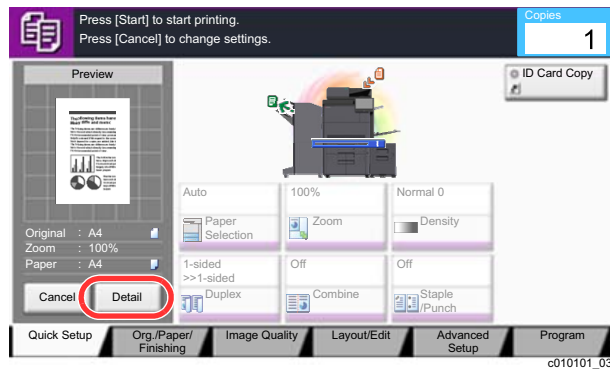 Press [Start] to start printing.
Press [Cancel] to change settings.
Copies
1
Preview
ID Card Copy
Original : A4
Zoom : 100%
Paper : A4
Cancel
Detail
Auto
Paper
Selection
100%
Zoom
Normal 0
Density
1-sided
>>1-sided
Duplex
Off
Combine
Off
Staple
/Punch
Quick Setup
Org./Paper/
Finishing
Image Quality
Layout/Edit
Advanced
Setup
Program
c010101_03